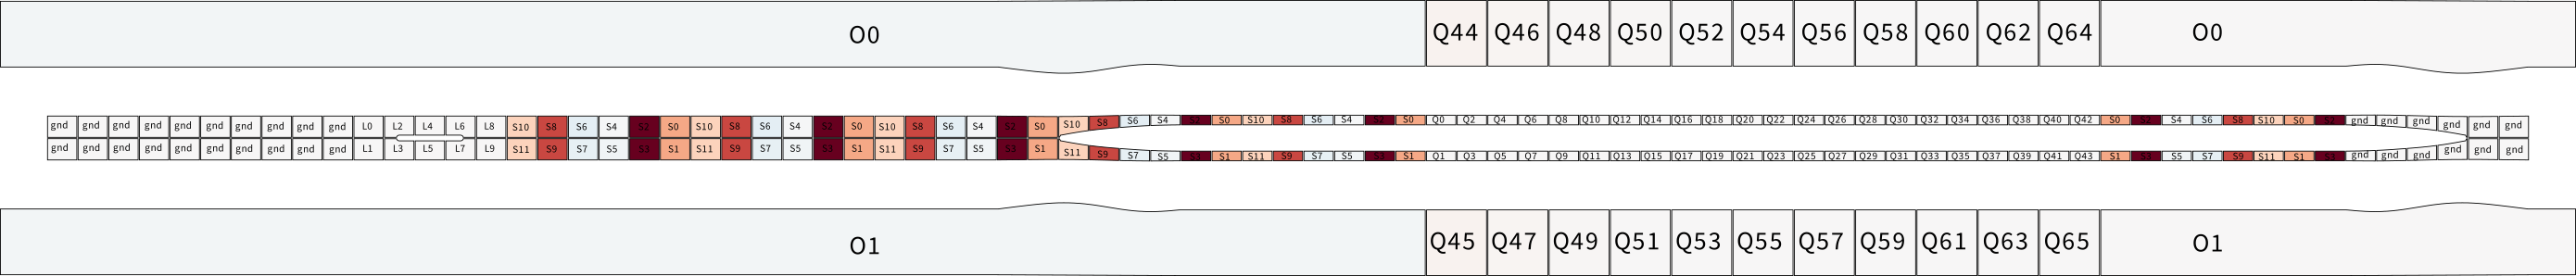 O0 Q44 Q46 Q48 Q50 Q52 Q54 Q56 Q58 Q60 Q62 Q64 O0
gnd gnd gnd gnd gnd gnd gnd gnd gnd gnd L0 L2 L4 L6 L8 S10 S8 S6 S4 S2 S0 S10 S8 S6 S4 S2 S0 S10 S8 S6 S4 S2 S0 S10 S8 S6 S4 S2 S0 S10 S8 S6 S4 S2 S0 Q0 Q2 Q4 Q6 Q8 Q10 Q12 Q14 Q16 Q18 Q20 Q22 Q24 Q26 Q28 Q30 Q32 Q34 Q36 Q38 Q40 Q42 S0 S2 S4 S6 S8 S10 S0 S2 gnd gnd gnd gnd gnd gnd
gnd gnd gnd gnd gnd gnd gnd gnd gnd gnd L1 L3 L5 L7 L9 S11 S9 S7 S5 S3 S1 S11 S9 S7 S5 S3 S1 S11 S9 S7 S5 S3 S1 S11 S9 S7 S5 S3 S1 S11 S9 S7 S5 S3 S1 Q1 Q3 Q5 Q7 Q9 Q11 Q13 Q15 Q17 Q19 Q21 Q23 Q25 Q27 Q29 Q31 Q33 Q35 Q37 Q39 Q41 Q43 S1 S3 S5 S7 S9 S11 S1 S3 gnd gnd gnd gnd gnd gnd
O1 Q45 Q47 Q49 Q51 Q53 Q55 Q57 Q59 Q61 Q63 Q65 O1